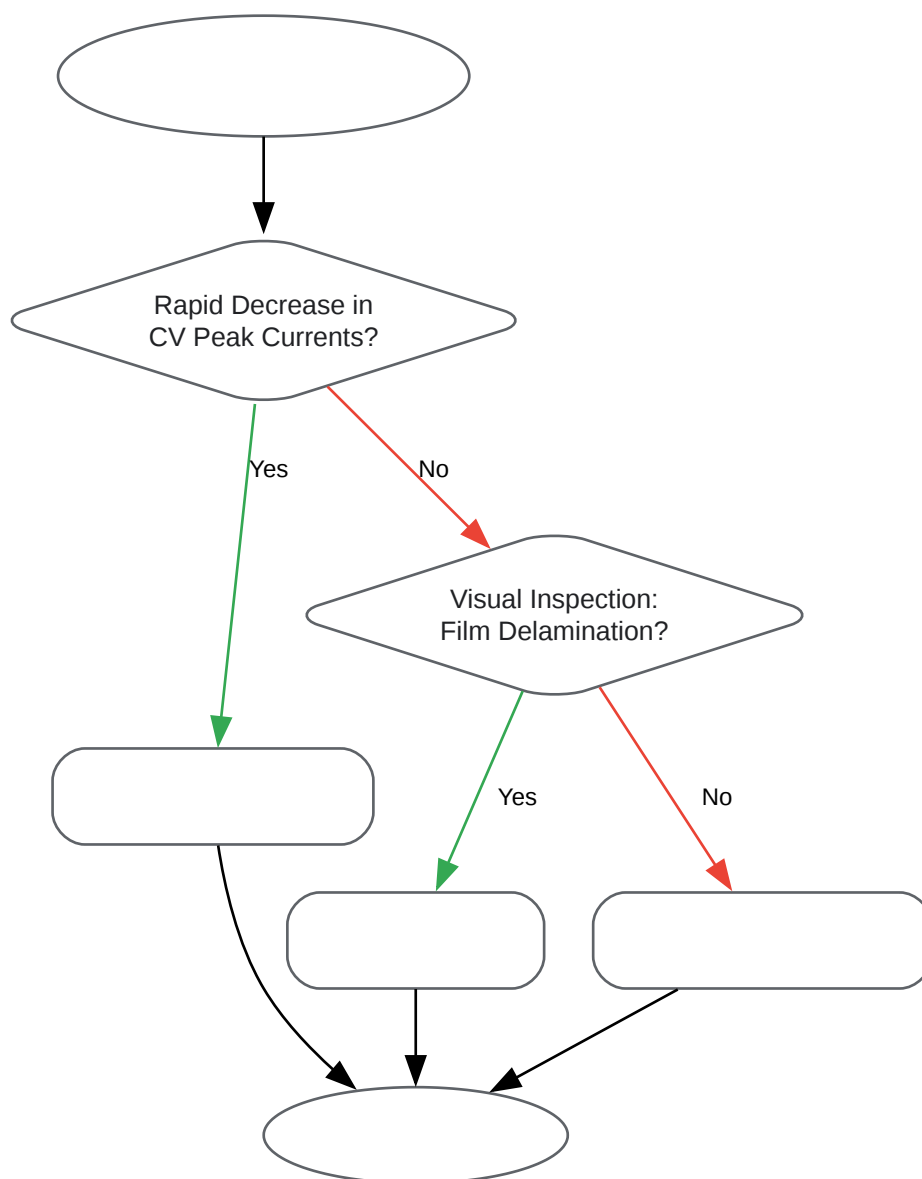 Rapid Decrease in
CV Peak Currents?
Yes
No
Visual Inspection:
Film Delamination?
Yes
No